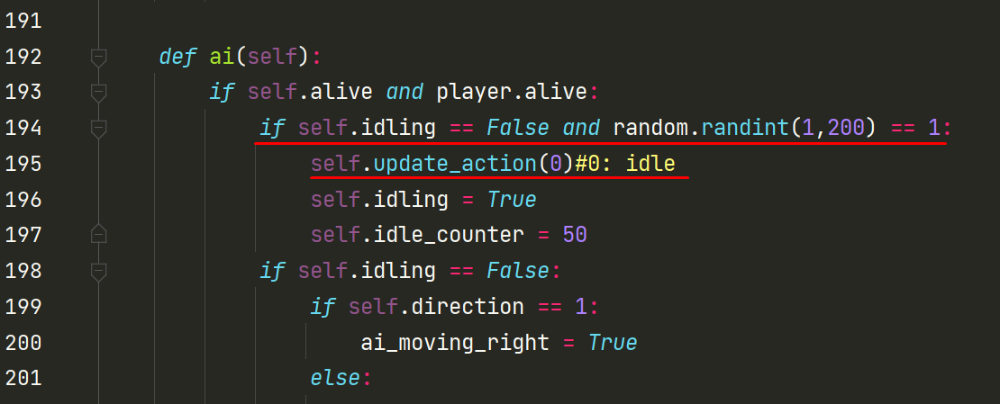 191
192 def ai(self):
193 if self.alive and player.alive:
194 if self.idling == False and random.randint(1,200) == 1:
195 self.update_action(0)#0: idle
196 self.idling = True
197 self.idle_counter = 50
198 if self.idling == False:
199 if self.direction == 1:
200 ai_moving_right = True
201 else: